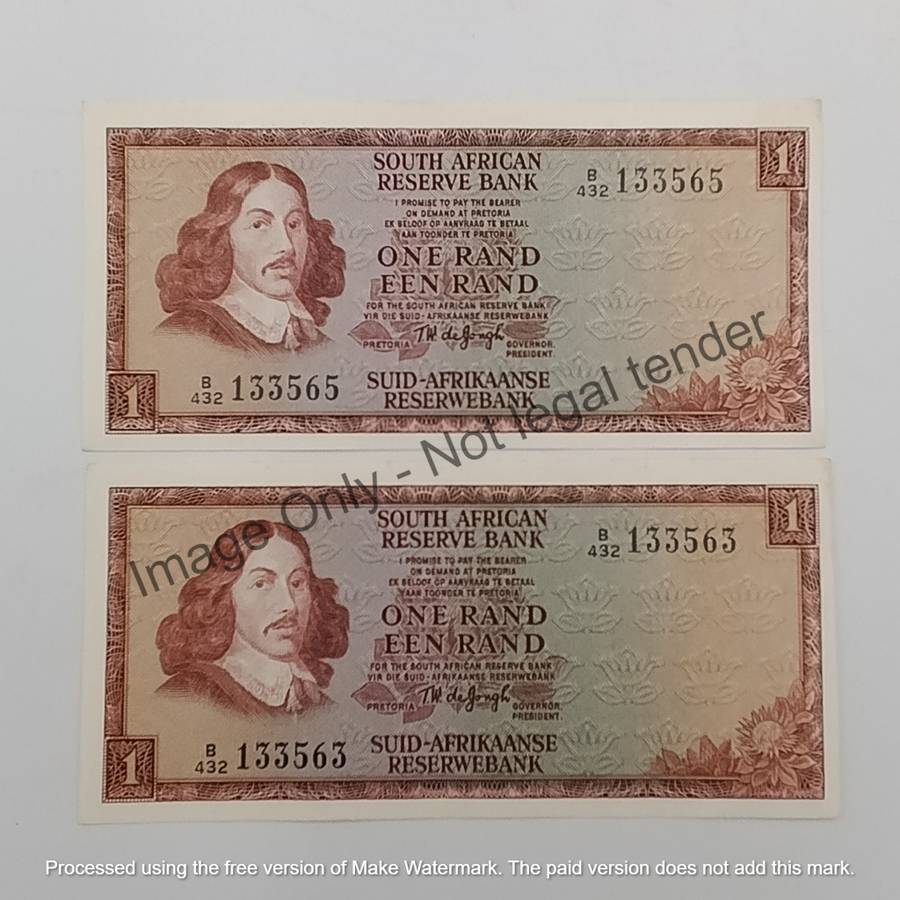 SOUTH AFRICAN
RESERVE BANK
B
432 133565
1
I PROMISE TO PAY THE BEARER
ON DEMAND AT PRETORIA
EK BELOOF OP AANVRAAG TE BETAAL
AAN TOONDER TE PRETORIA
ONE RAND
EEN RAND
FOR THE SOUTH AFRICAN RESERVE BANK
VIR DIE SUID-AFRIKAANSE RESERWEBANK
T.W. de Jongh
PRETORIA GOVERNOR.
PRESIDENT.
B
432 133565
SUID-AFRIKAANSE
RESERWEBANK
1
Image Only - Not legal tender
SOUTH AFRICAN
RESERVE BANK
B
432 133563
1
I PROMISE TO PAY THE BEARER
ON DEMAND AT PRETORIA
EK BELOOF OP AANVRAAG TE BETAAL
AAN TOONDER TE PRETORIA
ONE RAND
EEN RAND
FOR THE SOUTH AFRICAN RESERVE BANK
VIR DIE SUID-AFRIKAANSE RESERWEBANK
T.W. de Jongh
PRETORIA GOVERNOR.
PRESIDENT.
B
432 133563
SUID-AFRIKAANSE
RESERWEBANK
1
Processed using the free version of Make Watermark. The paid version does not add this mark.